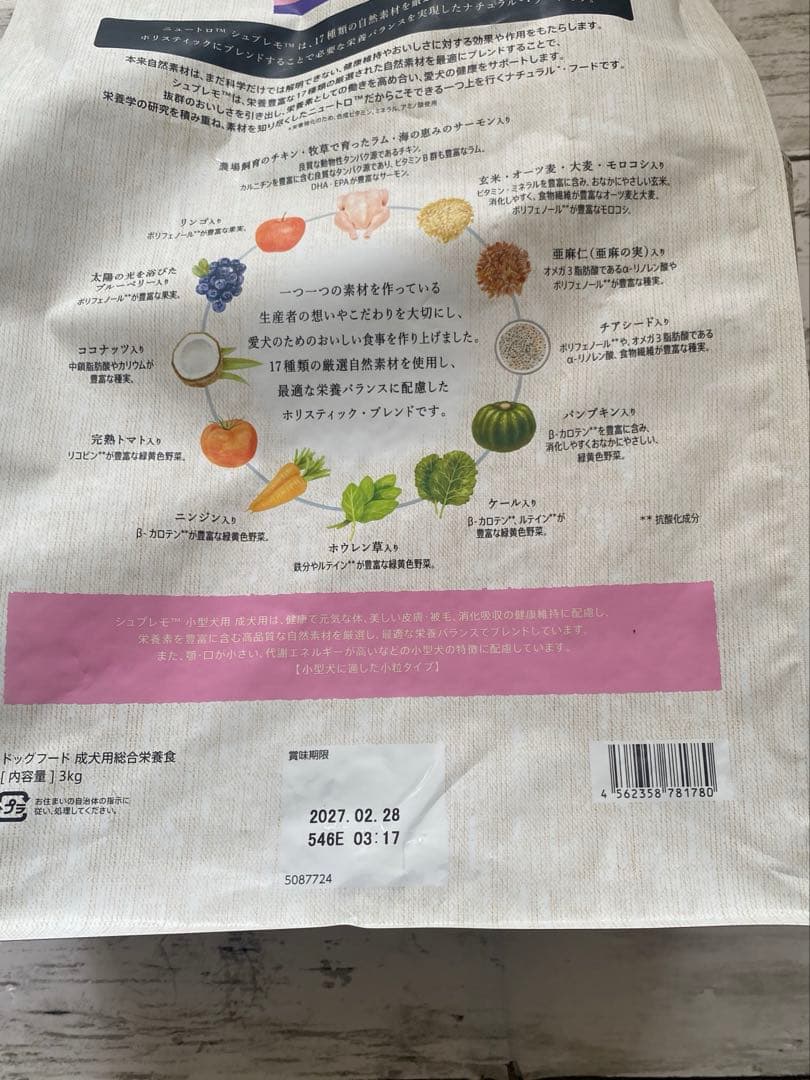 ニュートロ™ シュプレモ™ は、17種類の自然素材を厳
ホリスティックにブレンドすることで必要な栄養バランスを実現したナチュラル
本来自然素材は、まだ科学だけでは解明できない、健康維持やおいしさに対する効果や作用をもたらします。
シュプレモ™は、栄養豊富な17種類の厳選された自然素材を最適にブレンドすることで、
抜群のおいしさを引き出し、栄養素としての働きを高め合い、愛犬の健康をサポートします。
栄養学の研究を積み重ね、素材を知り尽くしたニュートロ™だからこそできる一つ上を行くナチュラル*・フードです。
*栄養強化のため、合成ビタミン、ミネラル、アミノ酸使用
農場飼育のチキン・牧草で育ったラム・海の恵みのサーモン入り
良質な動物性タンパク源であるチキン。
カルニチンを豊富に含む良質なタンパク源であり、ビタミンB群も豊富なラム。
DHA・EPAが豊富なサーモン。
玄米・オーツ麦・大麦・モロコシ入り
ビタミン・ミネラルを豊富に含み、おなかにやさしい玄米。
消化しやすく、食物繊維が豊富なオーツ麦と大麦。
ポリフェノール**が豊富なモロコシ。
リンゴ入り
ポリフェノール**が豊富な果実。
亜麻仁(亜麻の実)入り
オメガ3脂肪酸であるα-リノレン酸や
ポリフェノール**が豊富な種実。
太陽の光を浴びた
ブルーベリー入り
ポリフェノール**が豊富な果実。
チアシード入り
ポリフェノール**や、オメガ3脂肪酸である
α-リノレン酸、食物繊維が豊富な種実。
ココナッツ入り
中鎖脂肪酸やカリウムが
豊富な種実。
一つ一つの素材を作っている
生産者の想いやこだわりを大切にし、
愛犬のためのおいしい食事を作り上げました。
17種類の厳選自然素材を使用し、
最適な栄養バランスに配慮した
ホリスティック・ブレンドです。
パンプキン入り
β-カロテン**を豊富に含み、
消化しやすくおなかにやさしい、
緑黄色野菜。
完熟トマト入り
リコピン**が豊富な緑黄色野菜。
ケール入り
β-カロテン**、ルテイン**が
豊富な緑黄色野菜。
ニンジン入り
β-カロテン**が豊富な緑黄色野菜。
ホウレン草入り
鉄分やルテイン**が豊富な緑黄色野菜。
** 抗酸化成分
シュプレモ™ 小型犬用 成犬用は、健康で元気な体、美しい皮膚・被毛、消化吸収の健康維持に配慮し、
栄養素を豊富に含む高品質な自然素材を厳選し、最適な栄養バランスでブレンドしています。
また、顎・口が小さい、代謝エネルギーが高いなどの小型犬の特徴に配慮しています。
【小型犬に適した小粒タイプ】
ドッグフード 成犬用総合栄養食
[ 内容量 ] 3kg
プラ
お住まいの自治体の指示に
従い、処理してください。
賞味期限
2027. 02. 28
546E 03:17
5087724
4 562358 781780